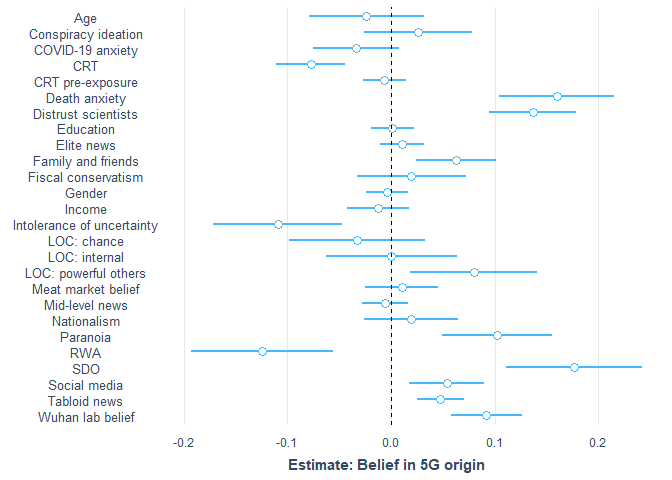 Age
Conspiracy ideation
COVID-19 anxiety
CRT
CRT pre-exposure
Death anxiety
Distrust scientists
Education
Elite news
Family and friends
Fiscal conservatism
Gender
Income
Intolerance of uncertainty
LOC: chance
LOC: internal
LOC: powerful others
Meat market belief
Mid-level news
Nationalism
Paranoia
RWA
SDO
Social media
Tabloid news
Wuhan lab belief
-0.2 -0.1 0.0 0.1 0.2
Estimate: Belief in 5G origin